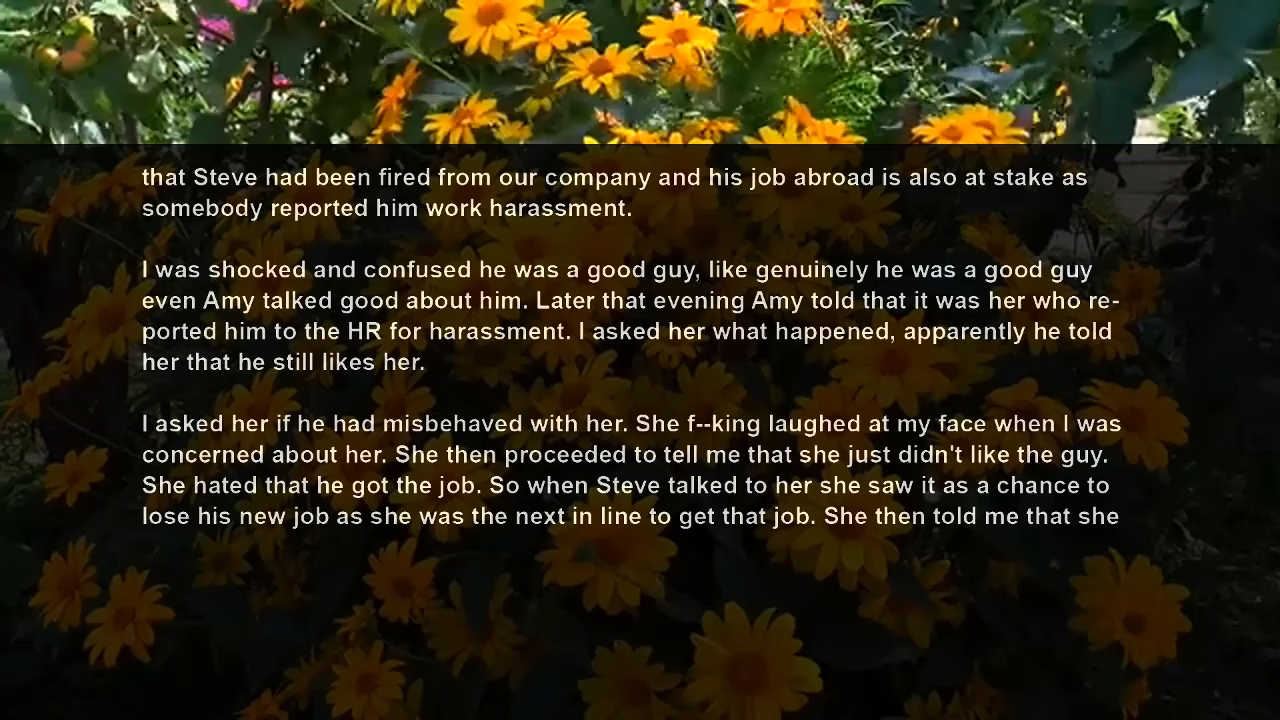 that Steve had been fired from our company and his job abroad is also at stake as
somebody reported him work harassment.
I was shocked and confused he was a good guy, like genuinely he was a good guy
even Amy talked good about him. Later that evening Amy told that it was her who re-
ported him to the HR for harassment. I asked her what happened, apparently he told
her that he still likes her.
I asked her if he had misbehaved with her. She f--king laughed at my face when I was
concerned about her. She then proceeded to tell me that she just didn't like the guy.
She hated that he got the job. So when Steve talked to her she saw it as a chance to
lose his new job as she was the next in line to get that job. She then told me that she